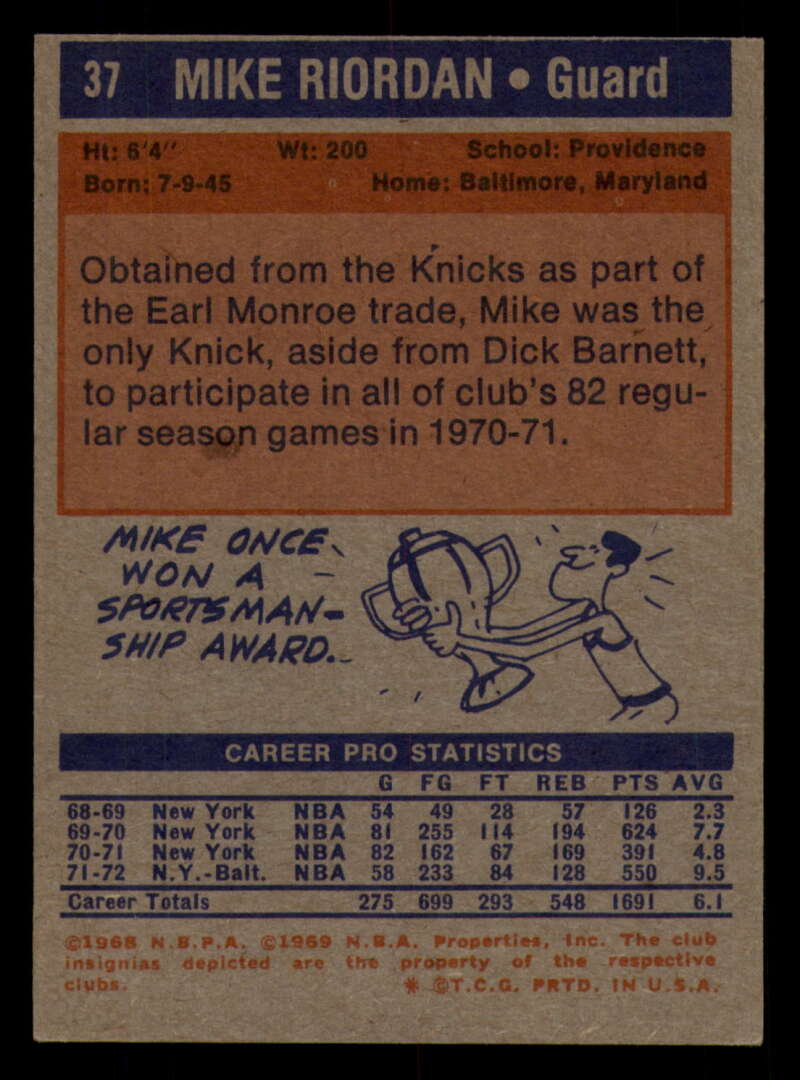 37 MIKE RIORDAN • Guard
Ht: 6'4" Wt: 200 School: Providence
Born: 7-9-45 Home: Baltimore, Maryland
Obtained from the Knicks as part of
the Earl Monroe trade, Mike was the
only Knick, aside from Dick Barnett,
to participate in all of club's 82 regu-
lar season games in 1970-71.
MIKE ONCE
WON A
SPORTSMAN-
SHIP AWARD.
CAREER PRO STATISTICS
G FG FT REB PTS AVG
68-69 New York NBA 54 49 28 57 126 2.3
69-70 New York NBA 81 255 114 194 624 7.7
70-71 New York NBA 82 162 67 169 391 4.8
71-72 N.Y.-Balt. NBA 58 233 84 128 550 9.5
Career Totals 275 699 293 548 1691 6.1
©1968 N.B.P.A. ©1969 N.B.A. Properties, Inc. The club
insignias depicted are the property of the respective
clubs. * ©T.C.G. PRTD. IN U.S.A.